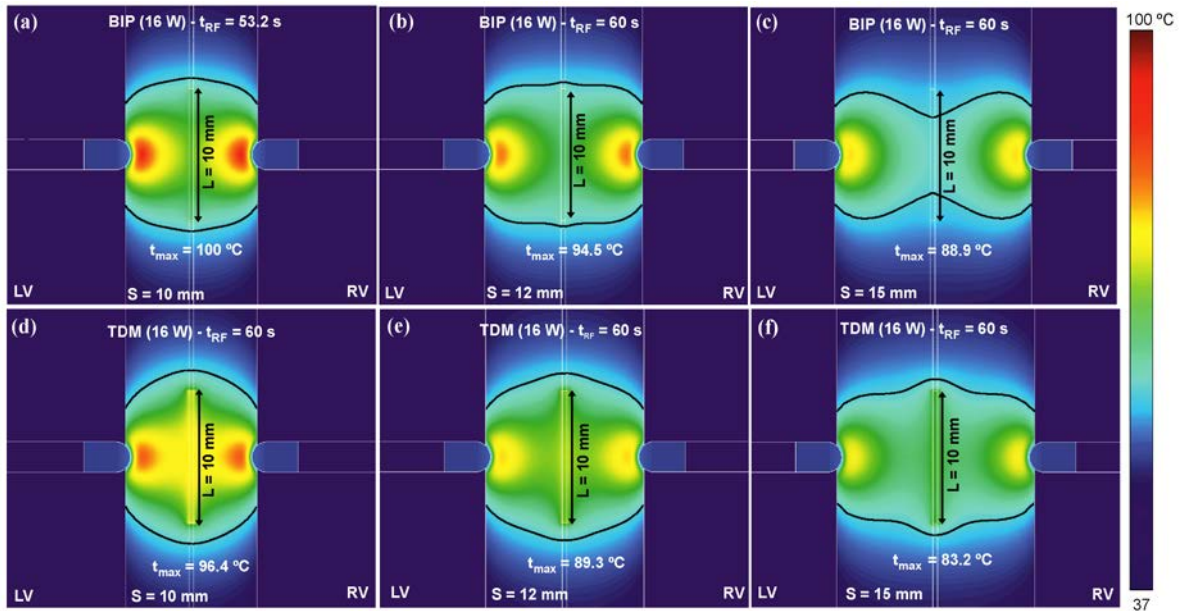 (a)
BIP (16 W) - tRF = 53.2 s
L = 10 mm
tmax = 100 ºC
LV
S = 10 mm
RV
(b)
BIP (16 W) - tRF = 60 s
L = 10 mm
tmax = 94.5 ºC
LV
S = 12 mm
RV
(c)
BIP (16 W) - tRF = 60 s
L = 10 mm
tmax = 88.9 ºC
LV
S = 15 mm
RV
(d)
TDM (16 W) - tRF = 60 s
L = 10 mm
tmax = 96.4 ºC
LV
S = 10 mm
RV
(e)
TDM (16 W) - tRF = 60 s
L = 10 mm
tmax = 89.3 ºC
LV
S = 12 mm
RV
(f)
TDM (16 W) - tRF = 60 s
L = 10 mm
tmax = 83.2 ºC
LV
S = 15 mm
RV
100 ºC
37